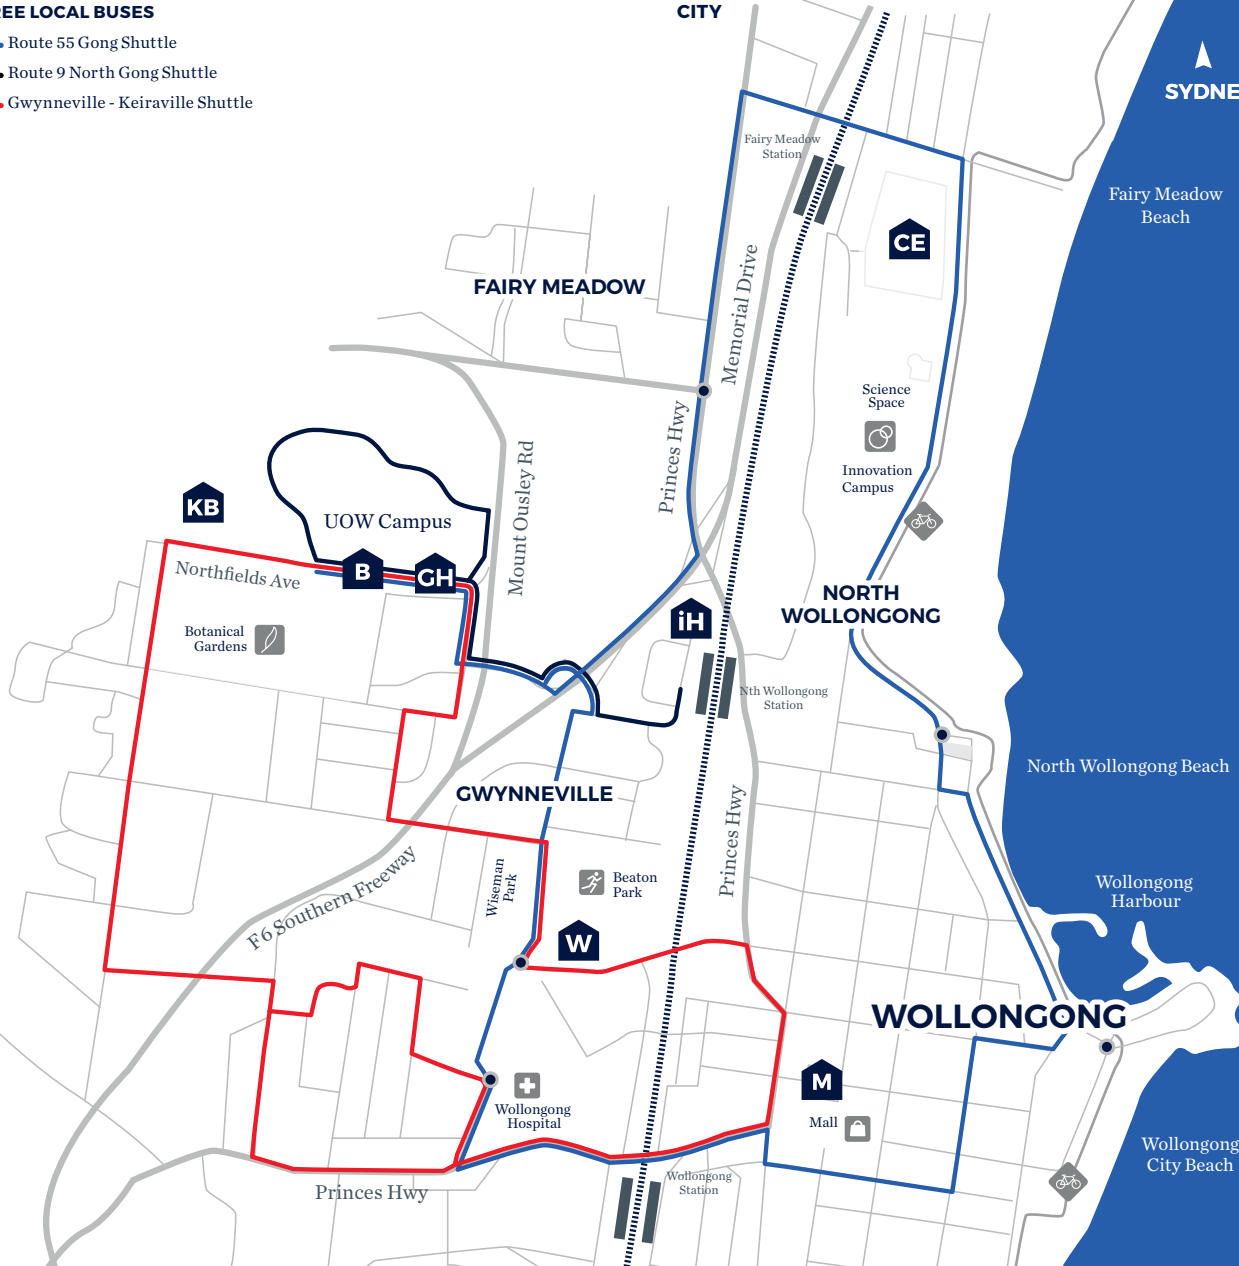 REE LOCAL BUSES
Route 55 Gong Shuttle
Route 9 North Gong Shuttle
Gwynneville - Keiraville Shuttle
CITY
SYDNE
Fairy Meadow
Station
Fairy Meadow
Beach
CE
FAIRY MEADOW
Memorial Drive
Science
Space
Princes Hwy
Innovation
Campus
Mount Ousley Rd
KB
UOW Campus
B
GH
Northfields Ave
NORTH
WOLLONGONG
iH
Botanical
Gardens
Nth Wollongong
Station
North Wollongong Beach
GWYNNEVILLE
Princes Hwy
F6 Southern Freeway
Wiseman
Park
Beaton
Park
Wollongong
Harbour
W
WOLLONGONG
M
Mall
Wollongong
Hospital
Wollongong
City Beach
Wollongong
Station
Princes Hwy